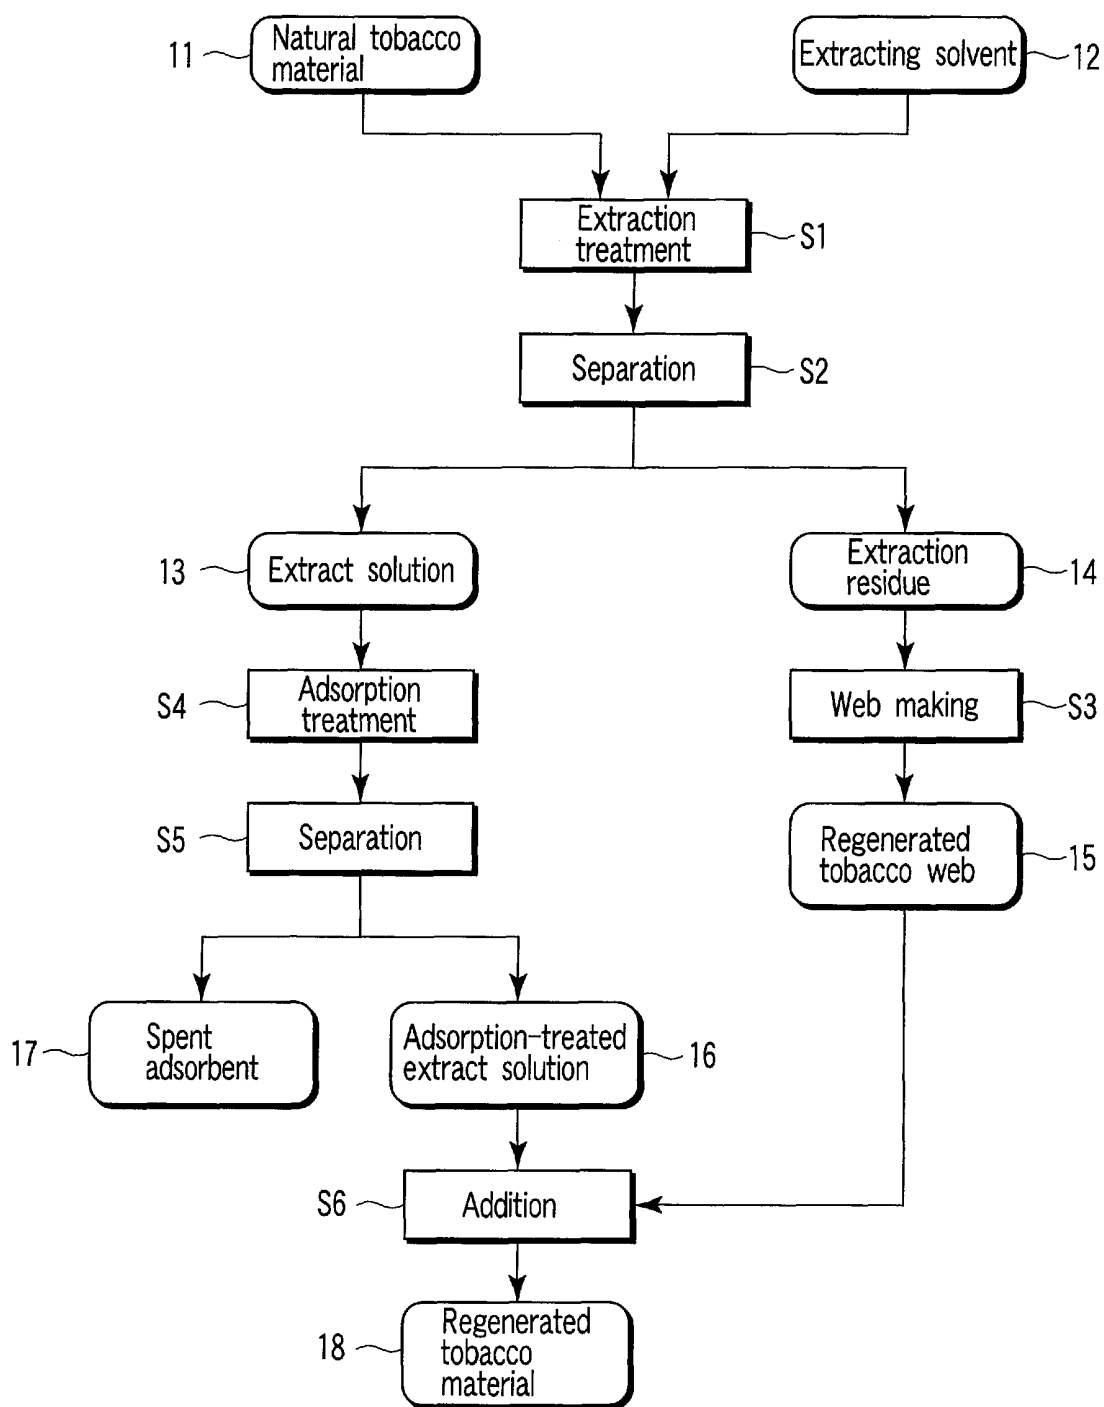 11
Natural tobacco
material
Extracting solvent
12
Extraction
treatment
S1
Separation
S2
13
Extract solution
Extraction
residue
14
S4
Adsorption
treatment
Web making
S3
S5
Separation
Regenerated
tobacco web
15
17
Spent
adsorbent
Adsorption-treated
extract solution
16
S6
Addition
18
Regenerated
tobacco
material